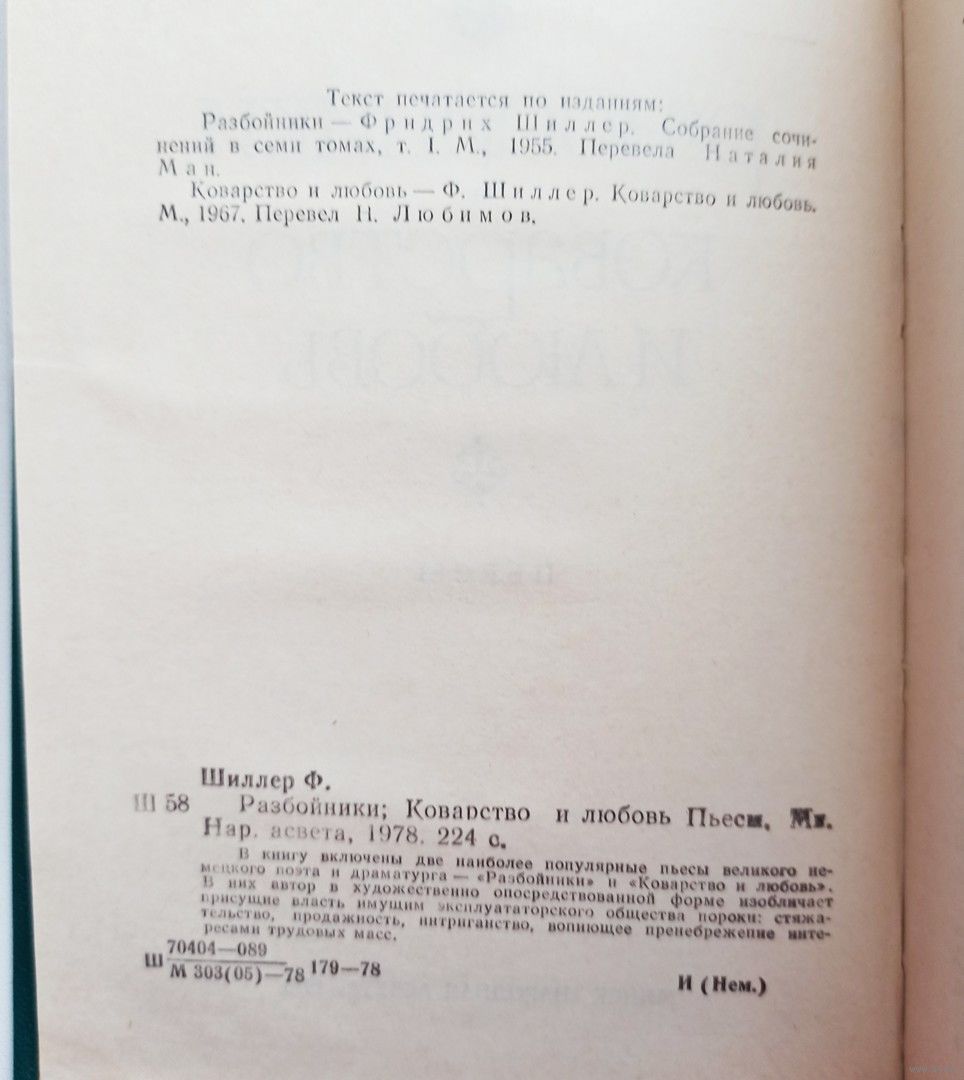 Текст печатается по изданиям:
Разбойники — Фридрих Шиллер. Собрание сочи-
нений в семи томах, т. I. М., 1955. Перевела Наталия
Ман.
Коварство и любовь — Ф. Шиллер. Коварство и любовь.
М., 1967. Перевел Н. Любимов.
КОВАРСТВО
И ЛЮБОВЬ
Шиллер Ф.
Ш 58 Разбойники; Коварство и любовь Пьесы. Мн.
Нар. асвета, 1978. 224 с.
В книгу включены две наиболее популярные пьесы великого не-
мецкого поэта и драматурга — «Разбойники» и «Коварство и любовь».
В них автор в художественно опосредствованной форме изобличает
присущие власть имущим эксплуататорского общества пороки: стяжа-
тельство, продажность, интриганство, вопиющее пренебрежение инте-
ресами трудовых масс.
Ш 70404—089
М 303(05)—78 179—78
И (Нем.)